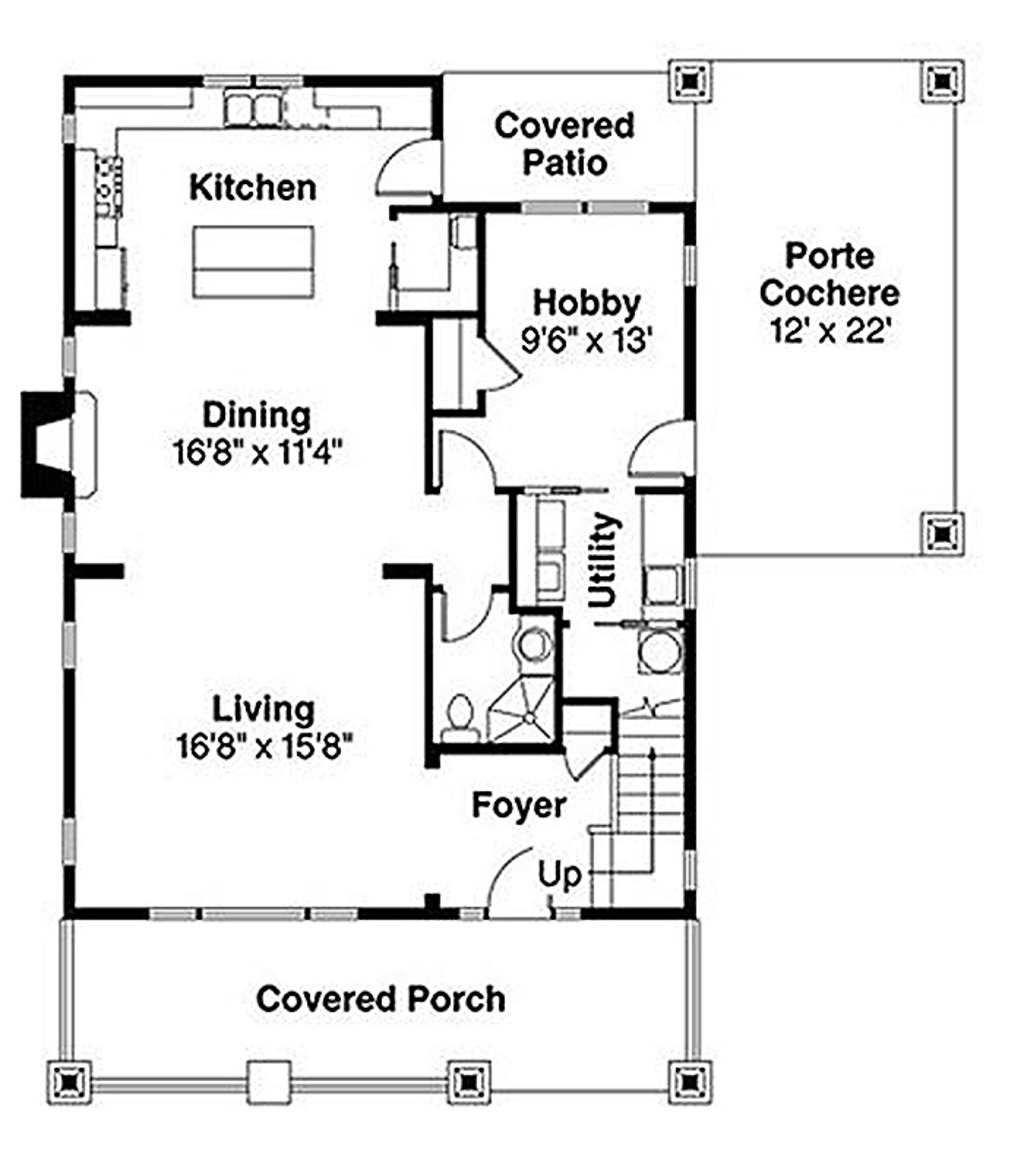 Covered
Patio
Kitchen
Porte
Cochere
12' x 22'
Hobby
9'6" x 13'
Dining
16'8" x 11'4"
Utility
Living
16'8" x 15'8"
Foyer
Up
Covered Porch